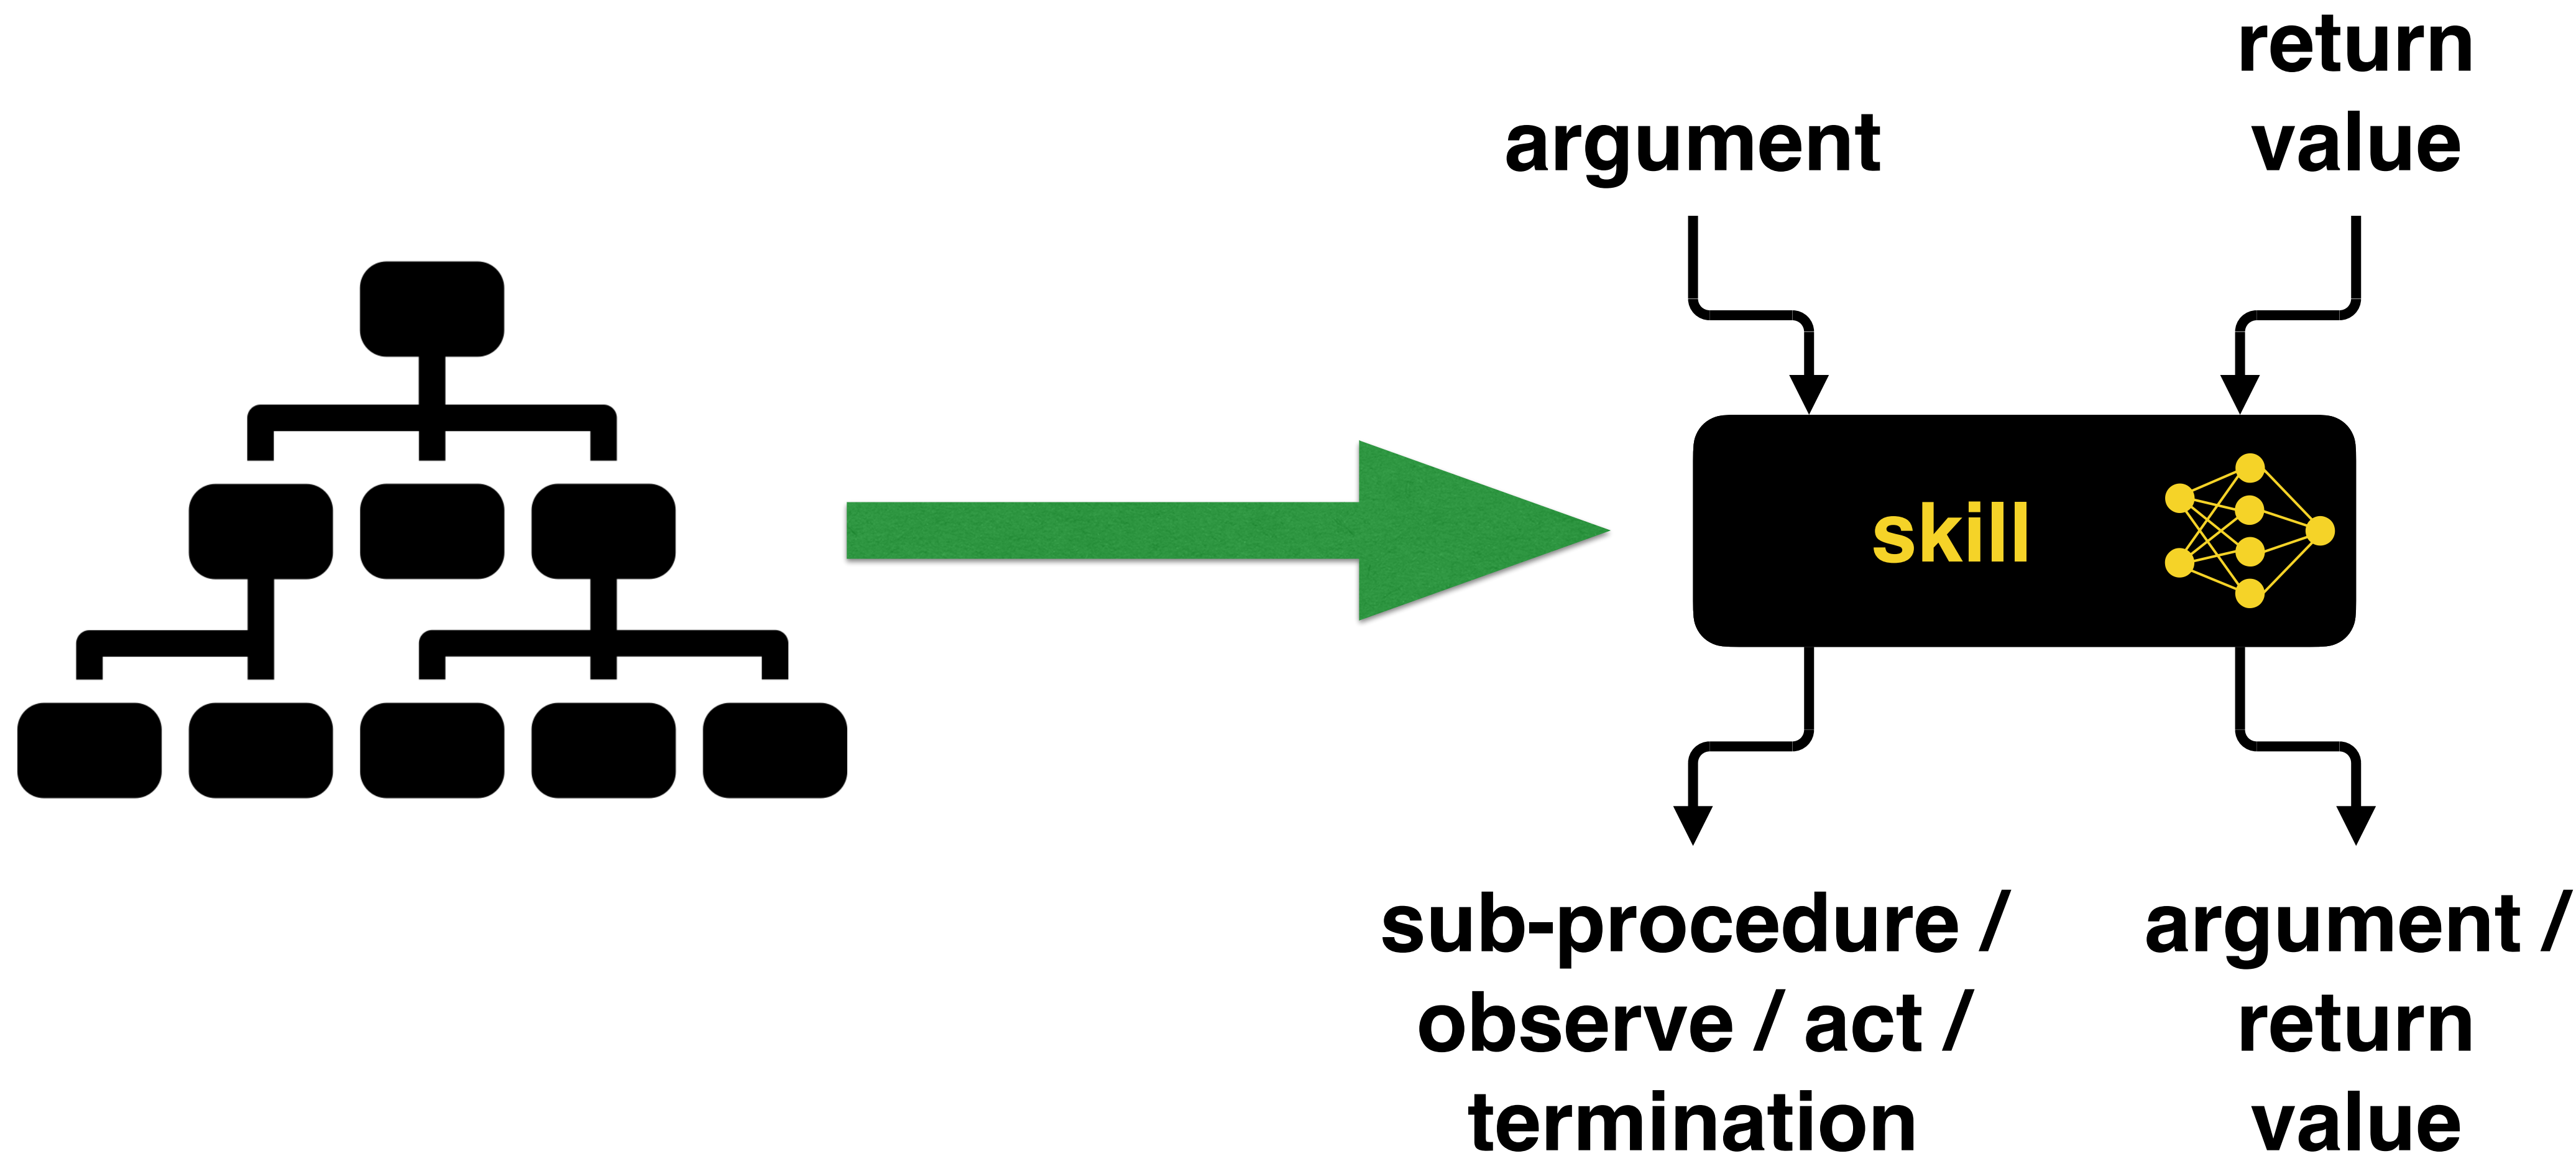 argument
return
value
skill
sub-procedure /
observe / act /
termination
argument /
return
value